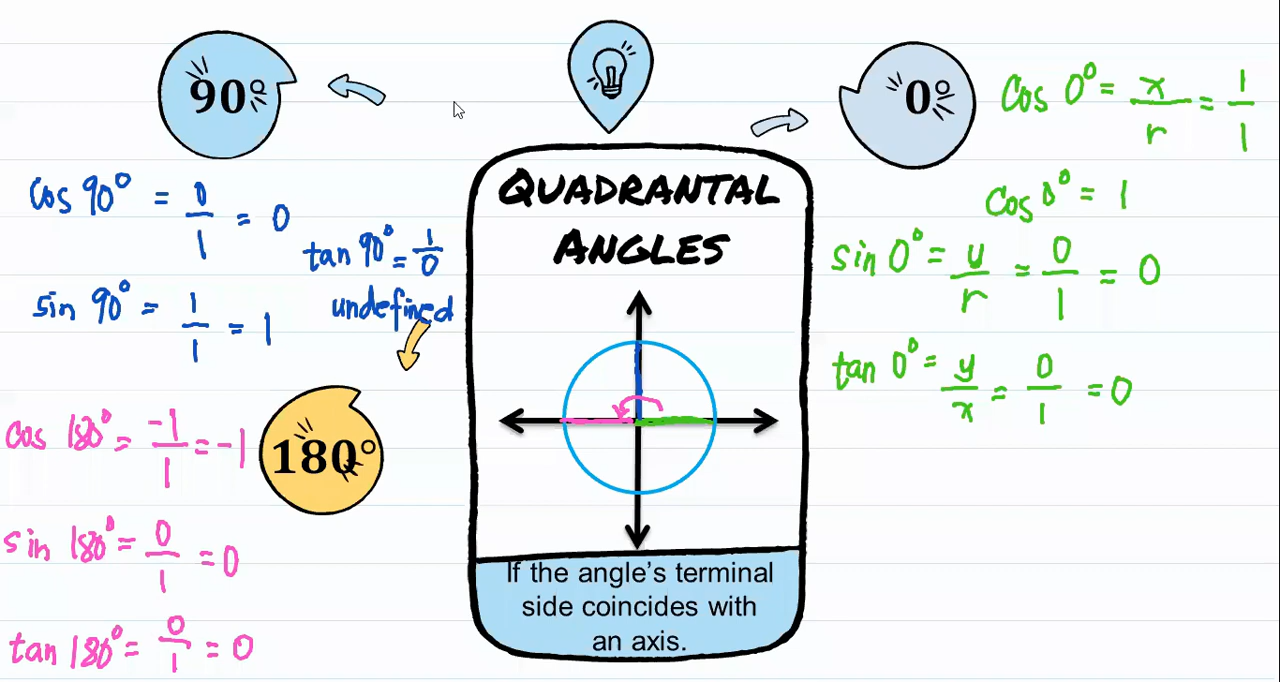 90°
0°
cos 0° = x/r = 1/1
cos 0° = 1
QUADRANTAL
ANGLES
cos 90° = 0/1 = 0
tan 90° = 1/0
undefined
sin 90° = 1/1 = 1
sin 0° = y/r = 0/1 = 0
tan 0° = y/x = 0/1 = 0
180°
cos 180° = -1/1 = -1
sin 180° = 0/1 = 0
tan 180° = 0/1 = 0
If the angle's terminal
side coincides with
an axis.